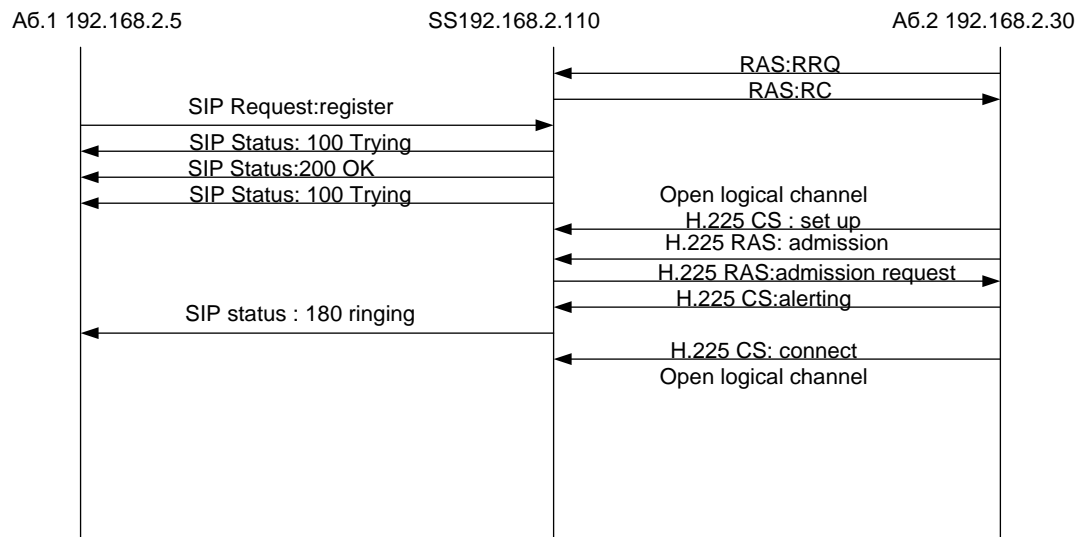 Аб.1 192.168.2.5
SS192.168.2.110
Аб.2 192.168.2.30
RAS:RRQ
RAS:RC
SIP Request:register
SIP Status: 100 Trying
SIP Status:200 OK
SIP Status: 100 Trying
Open logical channel
H.225 CS : set up
H.225 RAS: admission
H.225 RAS:admission request
H.225 CS:alerting
SIP status : 180 ringing
H.225 CS: connect
Open logical channel